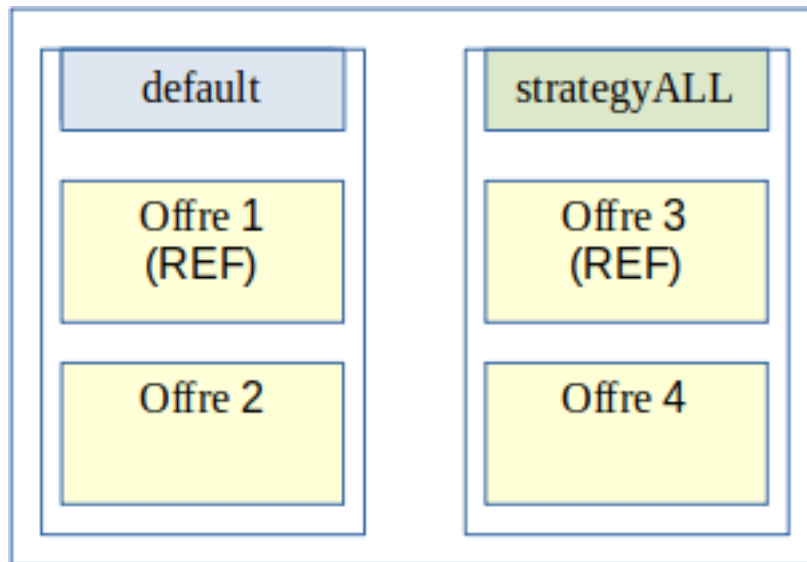 default
Offre 1
(REF)
Offre 2
strategyALL
Offre 3
(REF)
Offre 4